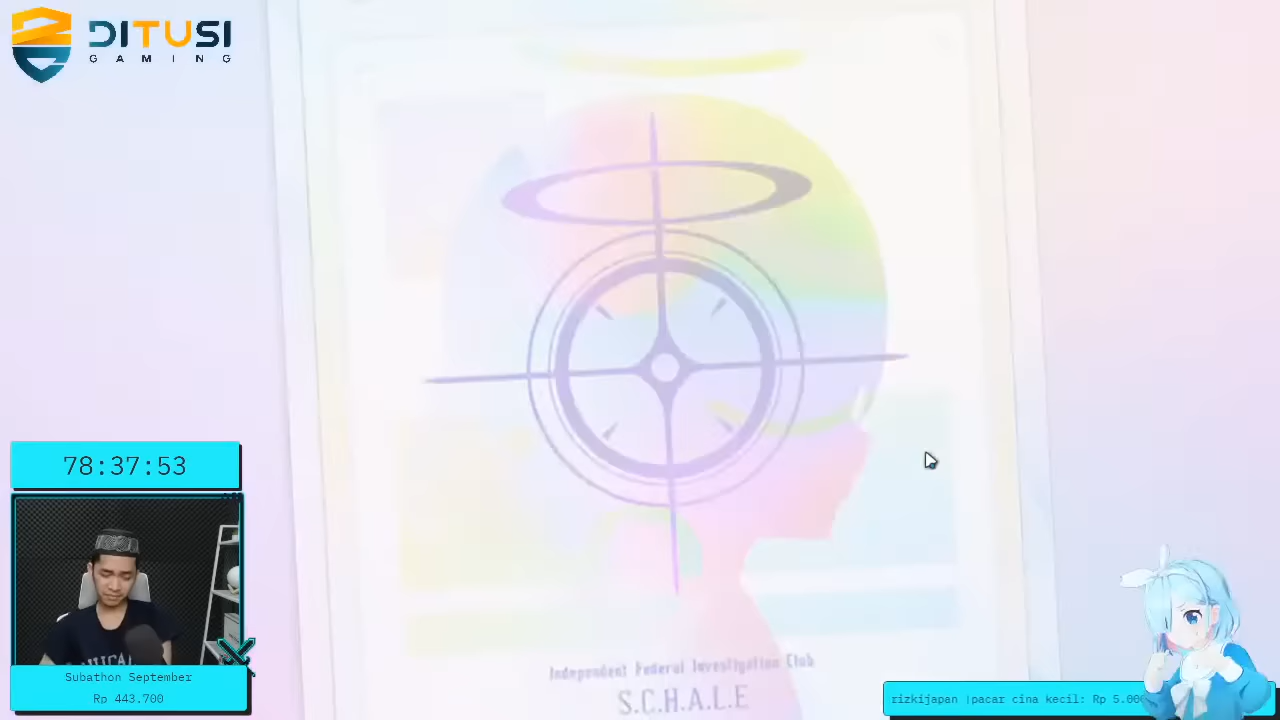 DITUSI
GAMING
Independent Federal Investigation Club
S.C.H.A.L.E
78:37:53
Subathon September
Rp 443.700
rizkijapan |pacar cina kecil: Rp 5.000